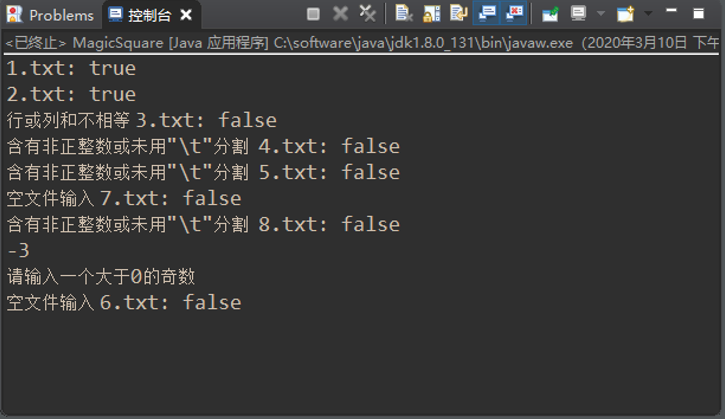 Problems 控制台
<已终止> MagicSquare [Java 应用程序] C:\software\java\jdk1.8.0_131\bin\javaw.exe (2020年3月10日 下午
1.txt: true
2.txt: true
行或列和不相等 3.txt: false
含有非正整数或未用"\t"分割 4.txt: false
含有非正整数或未用"\t"分割 5.txt: false
空文件输入 7.txt: false
含有非正整数或未用"\t"分割 8.txt: false
-3
请输入一个大于0的奇数
空文件输入 6.txt: false